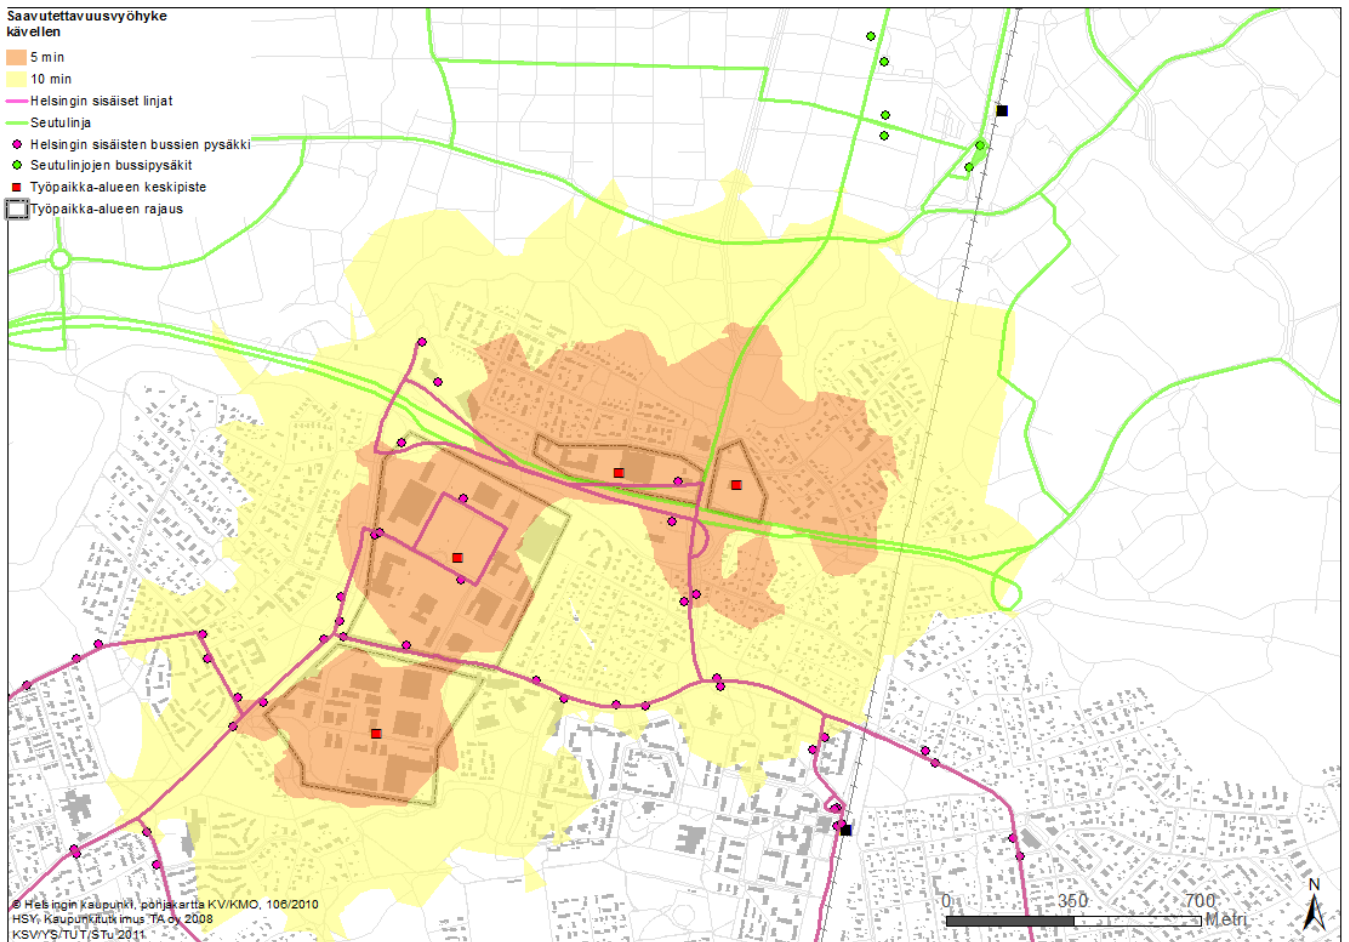 Saavutettavuusvyöhyke
kävellen
5 min
10 min
Helsingin sisäiset linjat
Seutulinja
Helsingin sisäisten bussien pysäkki
Seutulinjojen bussipysäkit
Työpaikka-alueen keskipiste
Työpaikka-alueen rajaus
© Helsingin kaupunki, pohjakartta KV/KMO, 106/2010
HSY, Kaupunkitutkimus TA oy 2008
KSV/YS/TUT/STu 2011
0 350 700
Metri
N